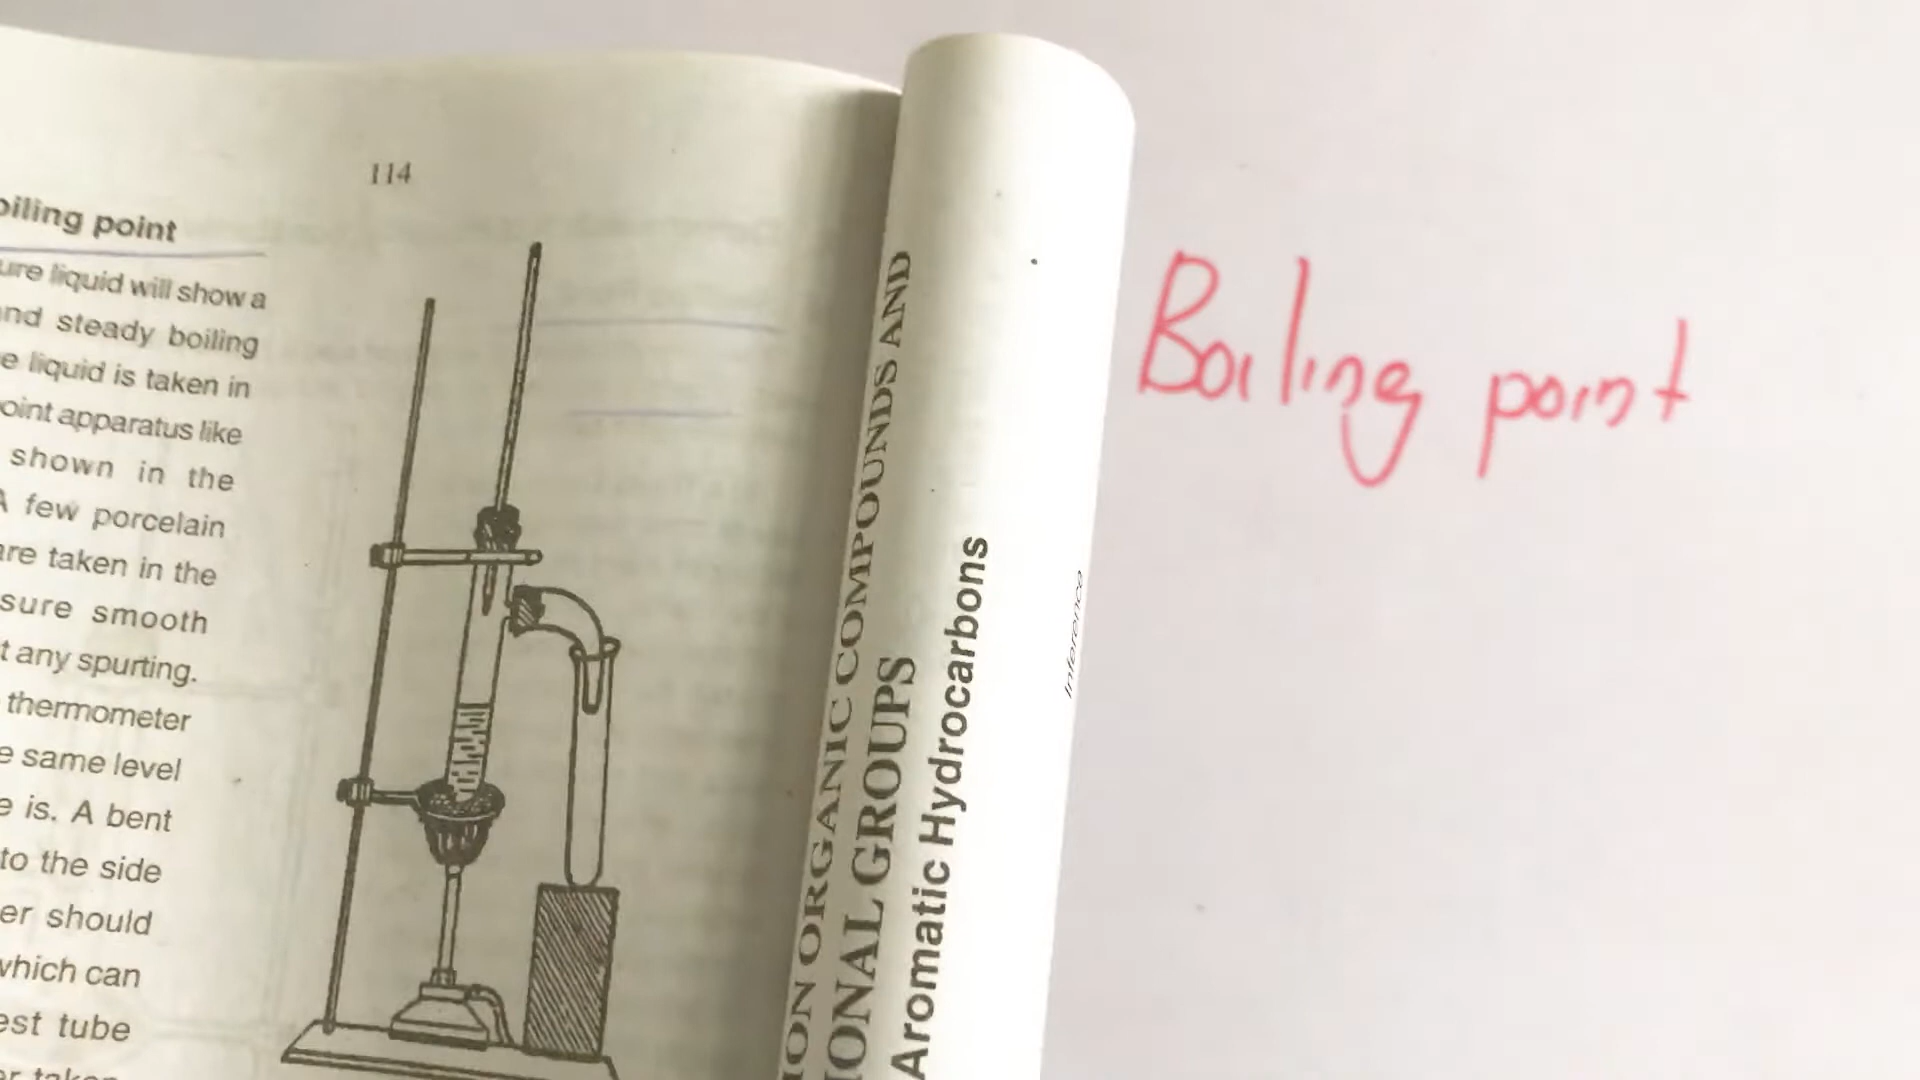 114
oiling point
ure liquid will show a
nd steady boiling
e liquid is taken in
oint apparatus like
shown in the
A few porcelain
are taken in the
sure smooth
t any spurting.
thermometer
e same level
e is. A bent
to the side
er should
which can
est tube
er taken
ION ORGANIC COMPOUNDS AND
IONAL GROUPS
Aromatic Hydrocarbons
Inference
Boiling point